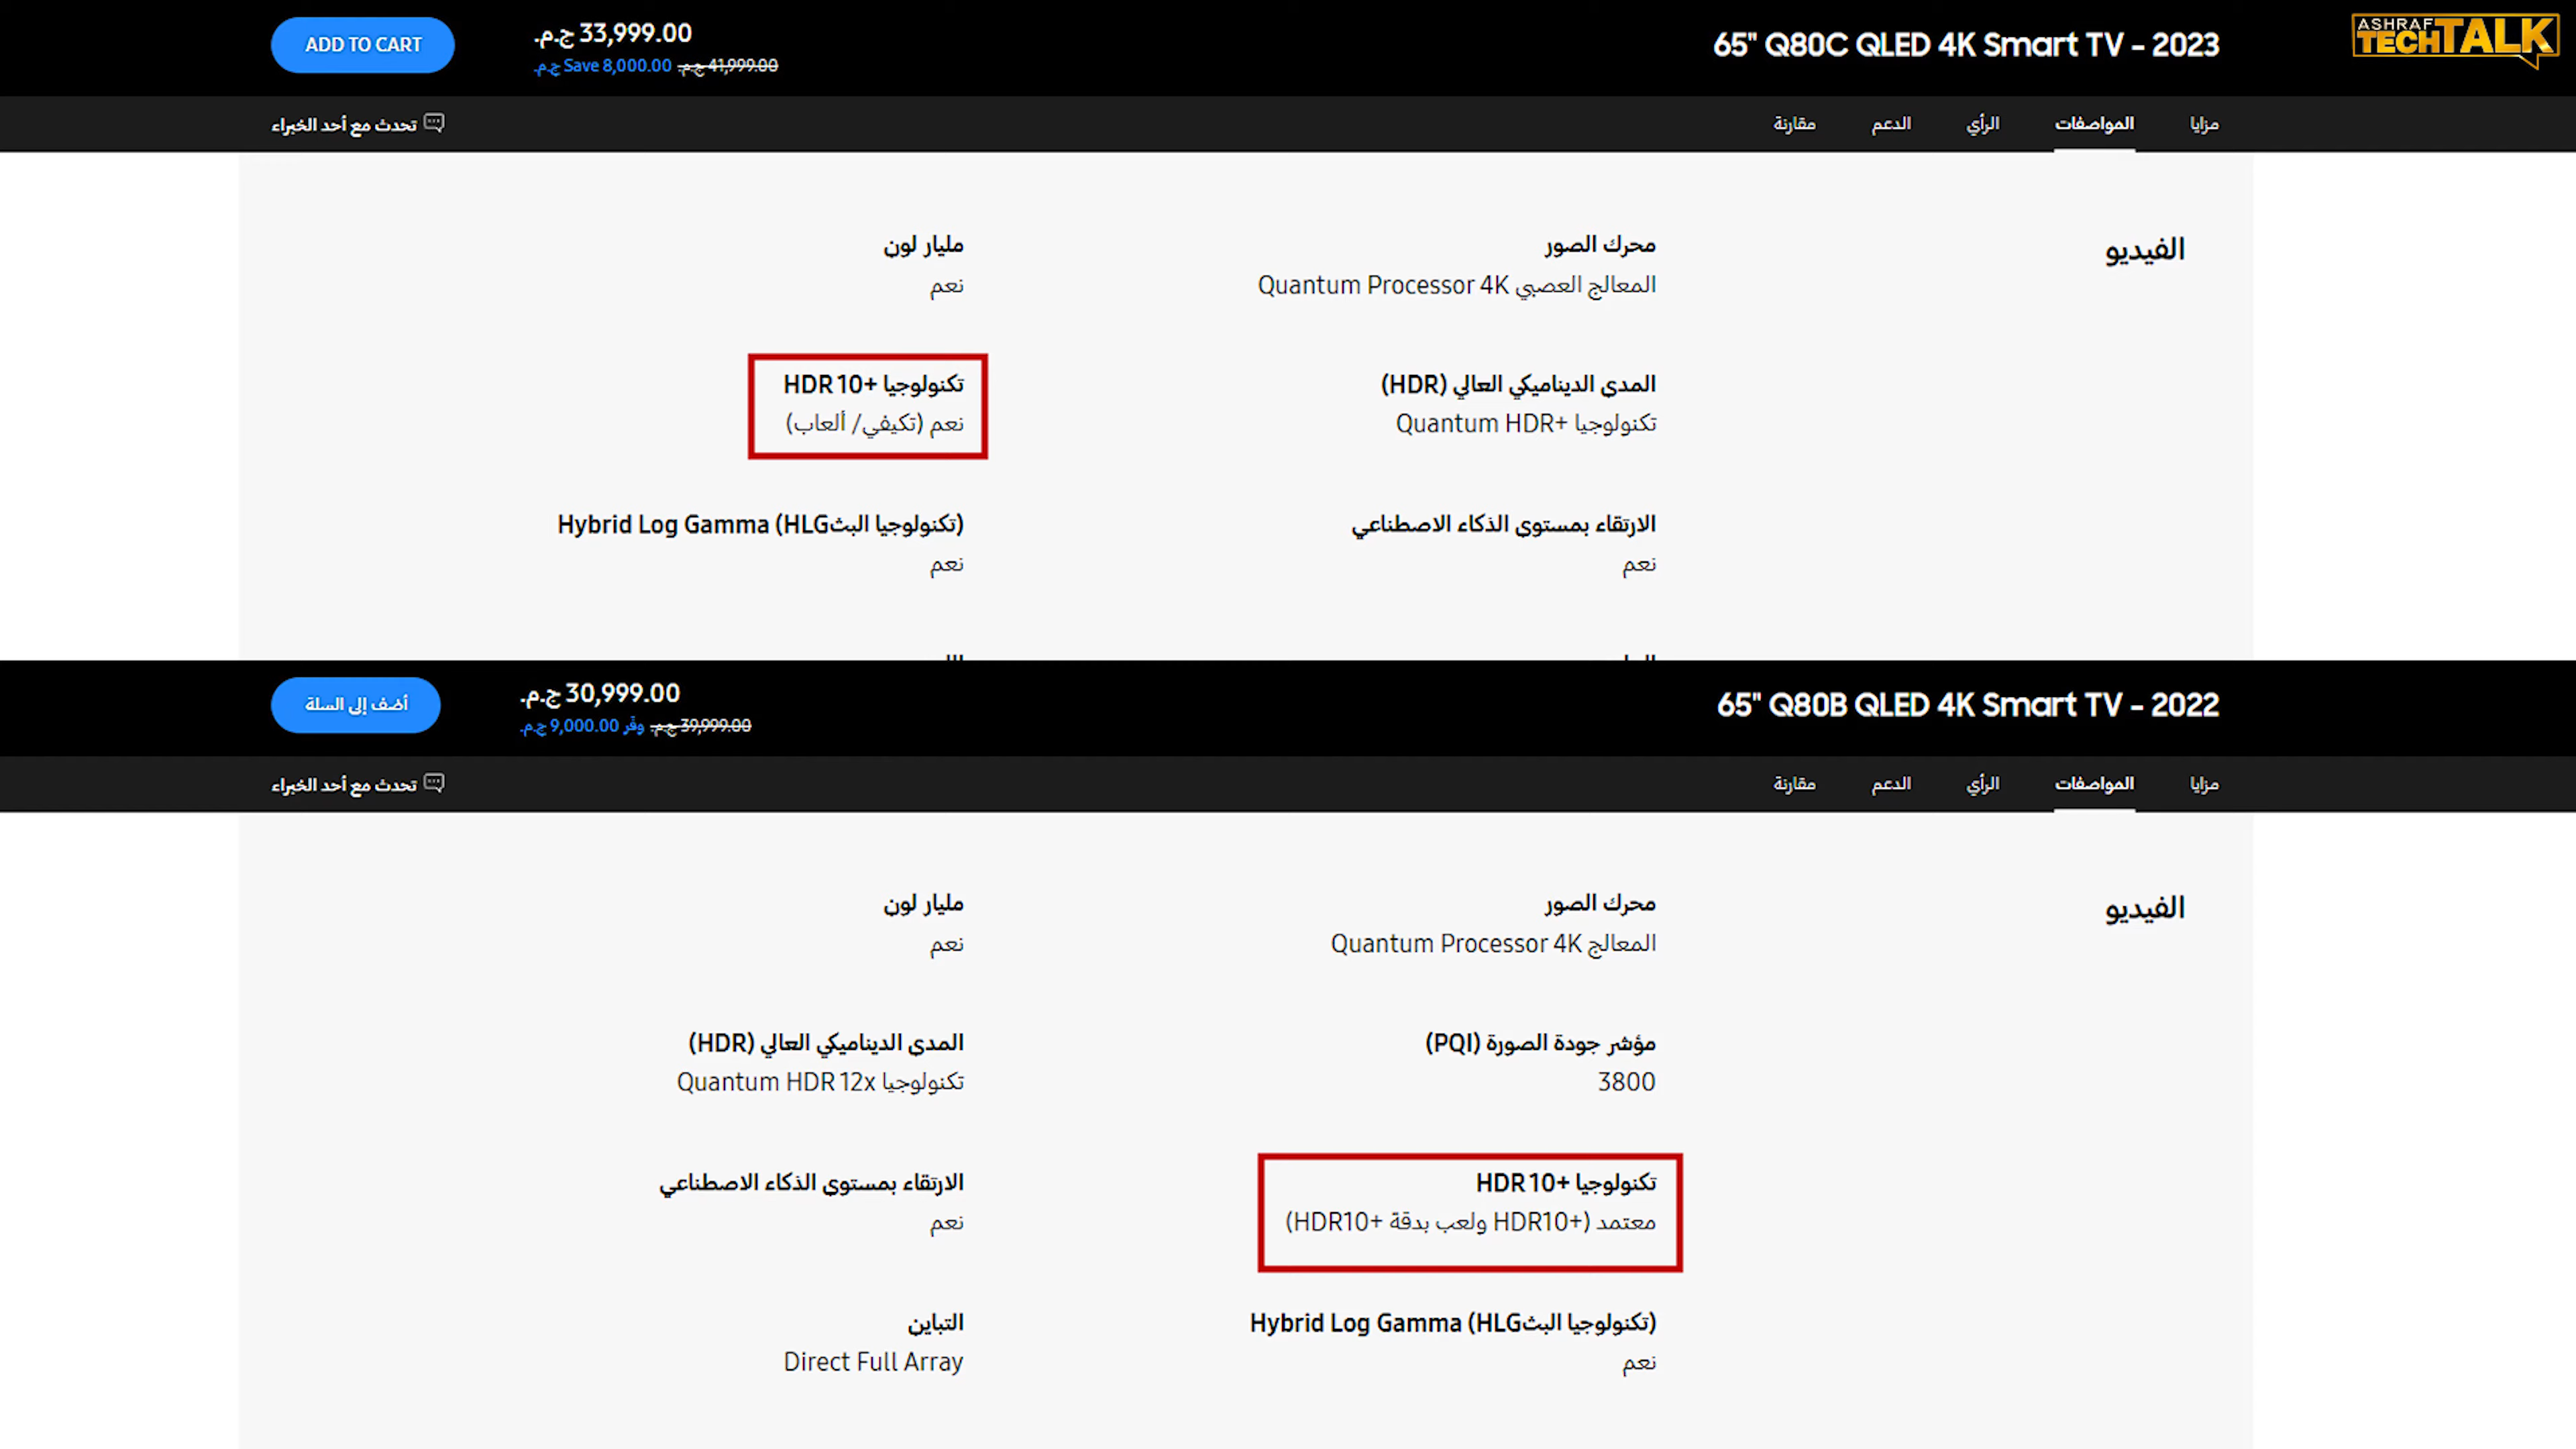 ASHRAF
TECHTALK
65" Q80C QLED 4K Smart TV - 2023
33,999.00 ج.م.
41,999.00 ج.م. Save 8,000.00 ج.م.
ADD TO CART
مزايا
المواصفات
الرأي
الدعم
مقارنة
تحدث مع أحد الخبراء
الفيديو
محرك الصور
المعالج العصبي Quantum Processor 4K
مليار لون
نعم
المدى الديناميكي العالي (HDR)
تكنولوجيا Quantum HDR+
تكنولوجيا HDR 10+
نعم (تكيفي/ ألعاب)
الارتقاء بمستوى الذكاء الاصطناعي
نعم
Hybrid Log Gamma (HLGتكنولوجيا البث)
نعم
65" Q80B QLED 4K Smart TV - 2022
30,999.00 ج.م.
39,999.00 ج.م. وفّر 9,000.00 ج.م.
أضف إلى السلة
مزايا
المواصفات
الرأي
الدعم
مقارنة
تحدث مع أحد الخبراء
الفيديو
محرك الصور
المعالج Quantum Processor 4K
مليار لون
نعم
مؤشر جودة الصورة (PQI)
3800
المدى الديناميكي العالي (HDR)
تكنولوجيا Quantum HDR 12x
تكنولوجيا HDR 10+
معتمد (HDR10+ ولعب بدقة HDR10+)
الارتقاء بمستوى الذكاء الاصطناعي
نعم
Hybrid Log Gamma (HLGتكنولوجيا البث)
نعم
التباين
Direct Full Array